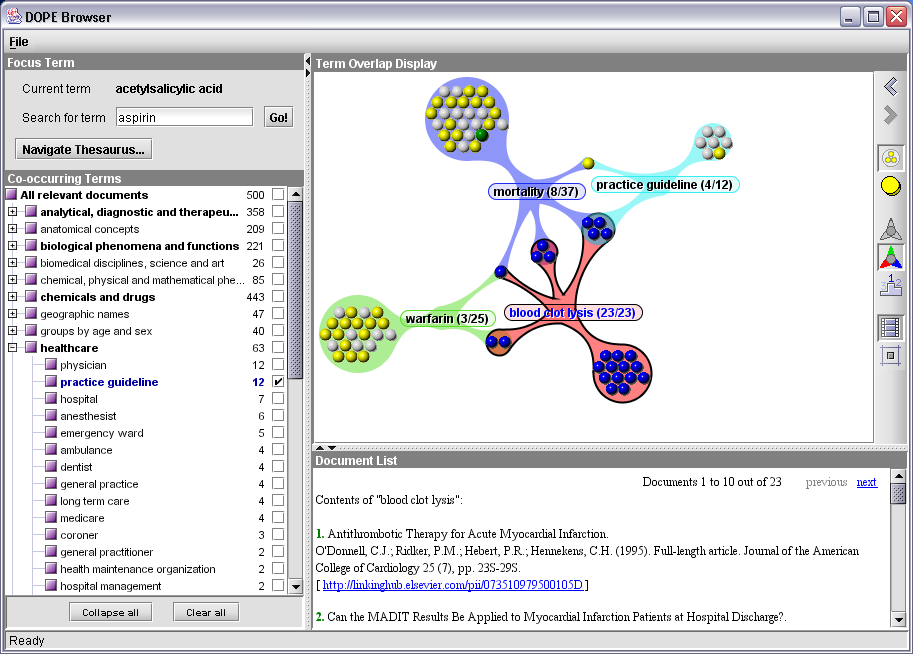 DOPE Browser
File
Focus Term
Current term acetylsalicylic acid
Search for term aspirin Go!
Navigate Thesaurus...
Co-occurring Terms
All relevant documents 500
analytical, diagnostic and therapeu... 358
anatomical concepts 209
biological phenomena and functions 221
biomedical disciplines, science and art 26
chemical, physical and mathematical phe... 85
chemicals and drugs 443
geographic names 47
groups by age and sex 40
healthcare 63
physician 12
practice guideline 12
hospital 7
anesthesist 6
emergency ward 5
ambulance 4
dentist 4
general practice 4
long term care 4
medicare 4
coroner 3
general practitioner 2
health maintenance organization 2
hospital management 2
Collapse all Clear all
Term Overlap Display
mortality (8/37)
practice guideline (4/12)
warfarin (3/25)
blood clot lysis (23/23)
1
2
Document List
Documents 1 to 10 out of 23 previous next
Contents of "blood clot lysis":
1. Antithrombotic Therapy for Acute Myocardial Infarction.
O'Donnell, C.J.; Ridker, P.M.; Hebert, P.R.; Hennekens, C.H. (1995). Full-length article. Journal of the American
College of Cardiology 25 (7), pp. 23S-29S.
[ http://linkinghub.elsevier.com/pii/073510979500105D ]
2. Can the MADIT Results Be Applied to Myocardial Infarction Patients at Hospital Discharge?.
Ready